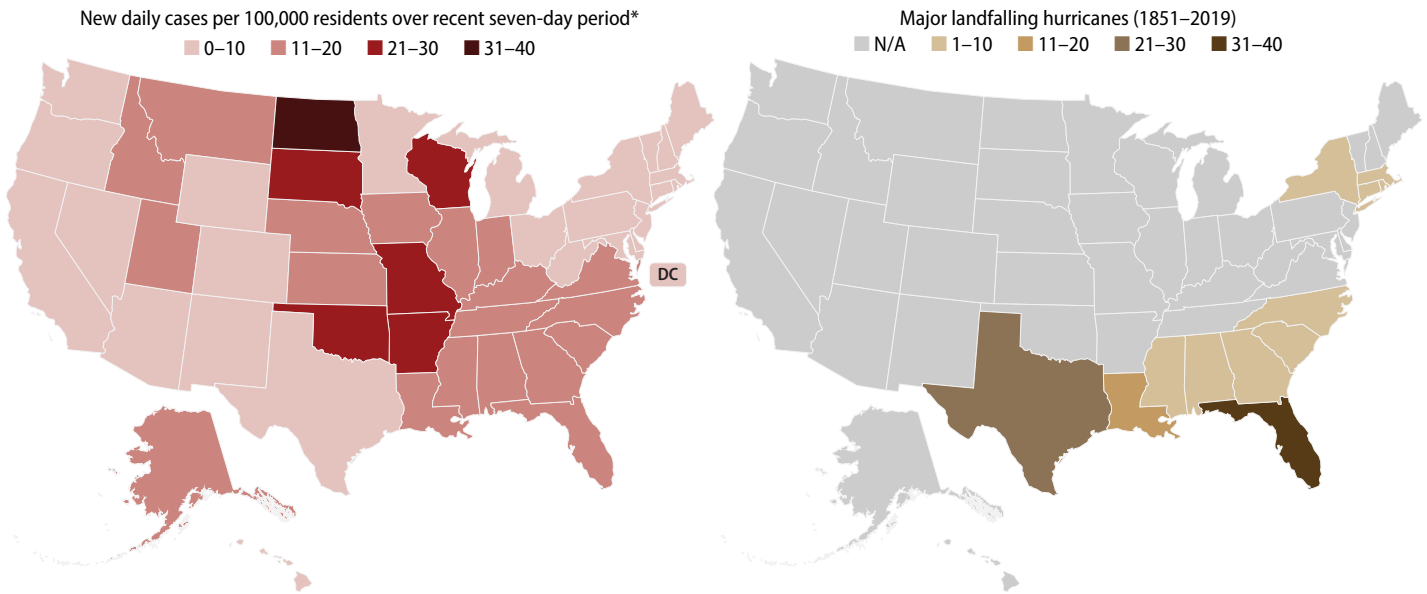 New daily cases per 100,000 residents over recent seven-day period*
0–10 11–20 21–30 31–40
DC
Major landfalling hurricanes (1851–2019)
N/A 1–10 11–20 21–30 31–40